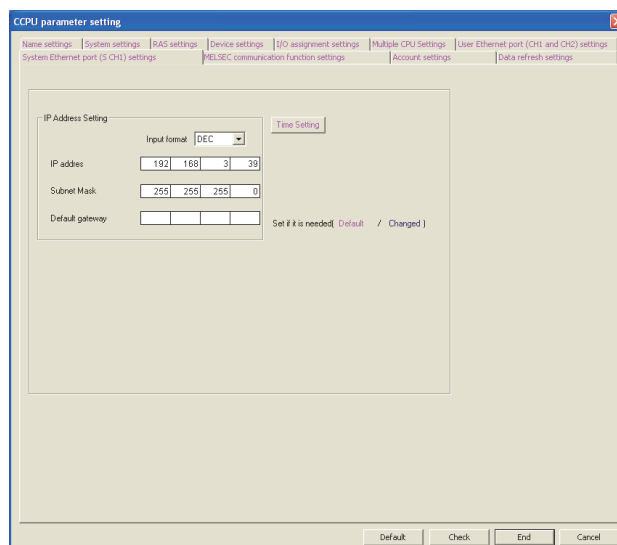 CCPU parameter setting
Name settings System settings RAS settings Device settings I/O assignment settings Multiple CPU Settings User Ethernet port (CH1 and CH2) settings
System Ethernet port (S CH1) settings MELSEC communication function settings Account settings Data refresh settings
IP Address Setting
Time Setting
Input format DEC
IP addres 192 168 3 39
Subnet Mask 255 255 255 0
Default gateway
Set if it is needed( Default / Changed )
Default Check End Cancel